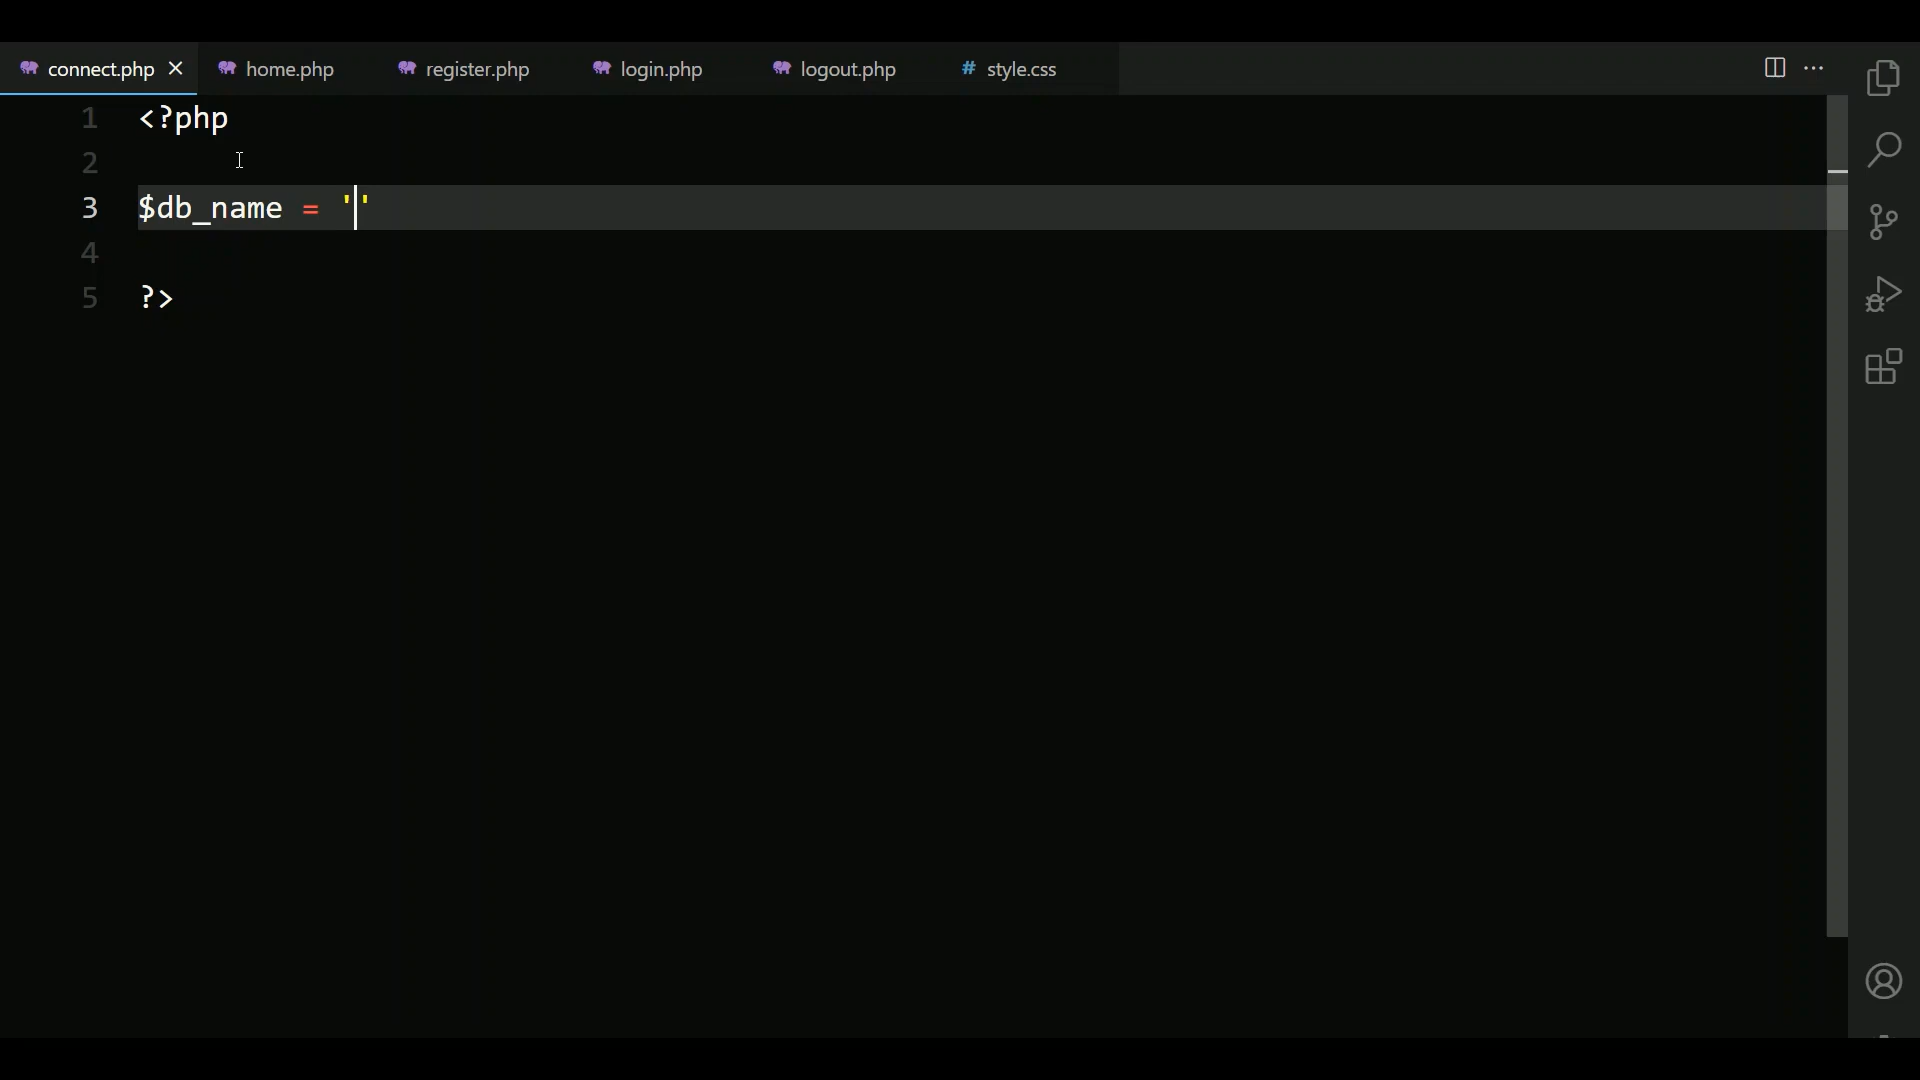 connect.php home.php register.php login.php logout.php # style.css
1 <?php
2
3 $db_name = ''
4
5 ?>